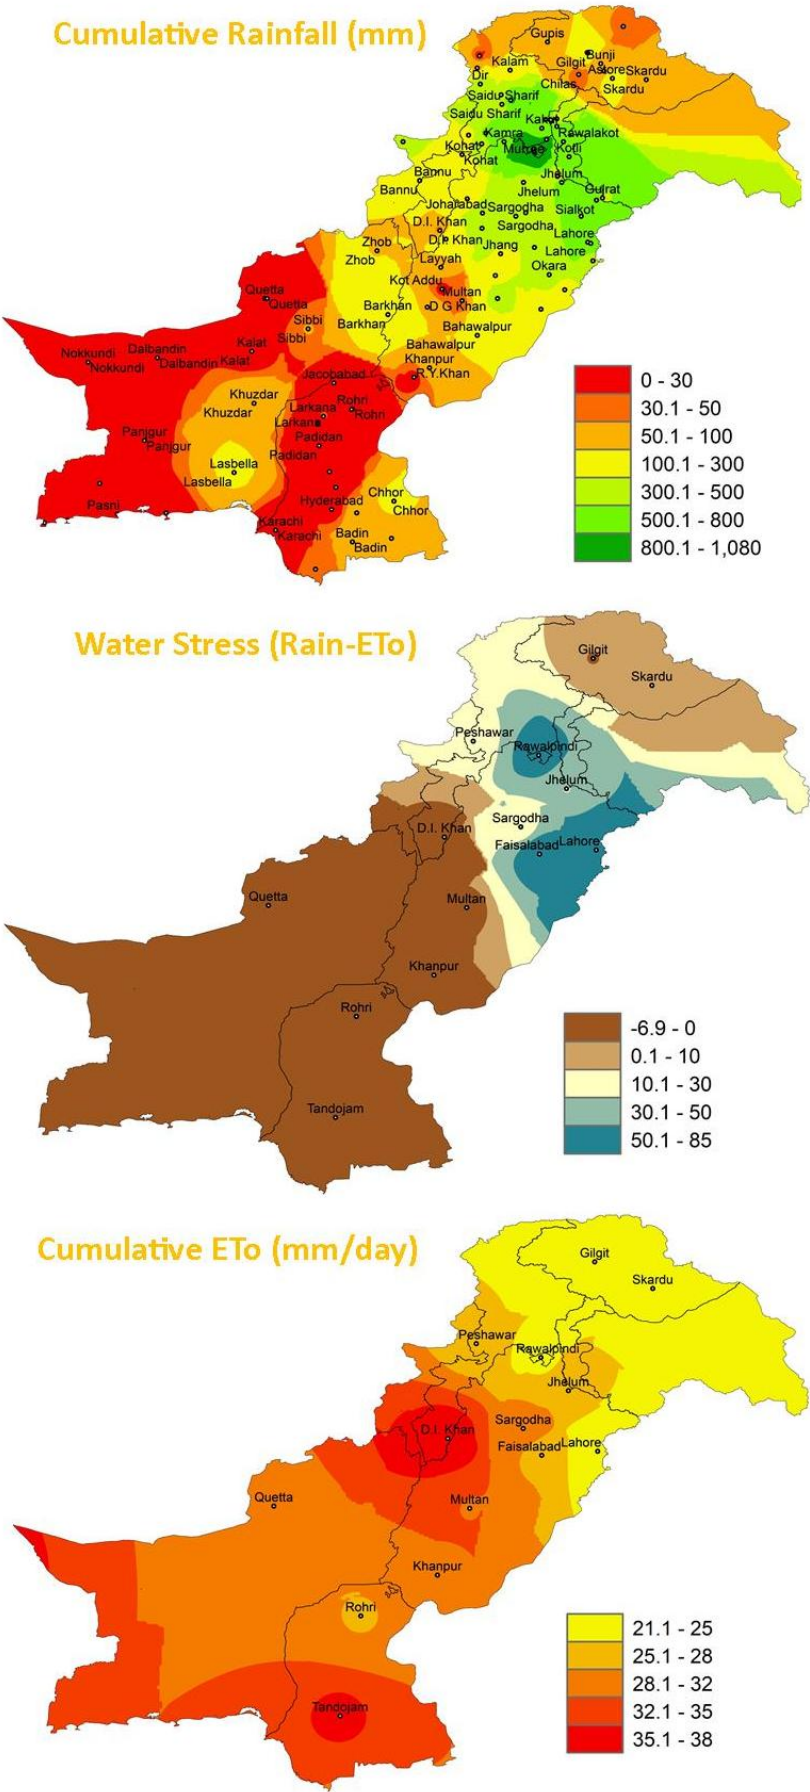 Cumulative Rainfall (mm)
Gupis
Bunji
Kalam
Gilgit
Astore
Skardu
Dir
Chilas
Skardu
Saidu Sharif
Saidu Sharif
Kakul
Kamra
Rawalakot
Kohat
Murree
Kotli
Kohat
Bannu
Jhelum
Bannu
Jhelum
Gujrat
Joharabad
Sargodha
Sialkot
D.I. Khan
Sargodha
Zhob
D.I. Khan
Lahore
Jhang
Zhob
Layyah
Lahore
Okara
Kot Addu
Quetta
Multan
Quetta
Barkhan
D G Khan
Sibbi
Barkhan
Bahawalpur
Sibbi
Kalat
Bahawalpur
Nokkundi
Dalbandin
Khanpur
Nokkundi
Dalbandin
Kalat
Jacobabad
R.Y.Khan
Khuzdar
Rohri
Khuzdar
Larkana
Rohri
Larkana
Panjgur
Padidan
Panjgur
Padidan
Lasbella
Lasbella
Chhor
Pasni
Hyderabad
Chhor
Karachi
Karachi
Badin
Badin
0 - 30
30.1 - 50
50.1 - 100
100.1 - 300
300.1 - 500
500.1 - 800
800.1 - 1,080
Water Stress (Rain-ETo)
Gilgit
Skardu
Peshawar
Rawalpindi
Jhelum
Sargodha
D.I. Khan
Faisalabad
Lahore
Quetta
Multan
Khanpur
Rohri
Tandojam
-6.9 - 0
0.1 - 10
10.1 - 30
30.1 - 50
50.1 - 85
Cumulative ETo (mm/day)
Gilgit
Skardu
Peshawar
Rawalpindi
Jhelum
Sargodha
D.I. Khan
Faisalabad
Lahore
Quetta
Multan
Khanpur
Rohri
Tandojam
21.1 - 25
25.1 - 28
28.1 - 32
32.1 - 35
35.1 - 38